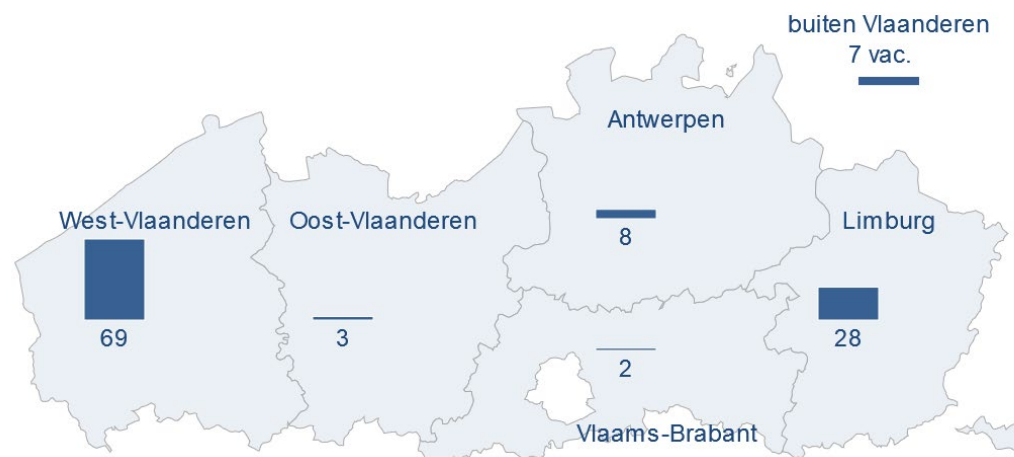 buiten Vlaanderen
7 vac.
Antwerpen
8
West-Vlaanderen
69
Oost-Vlaanderen
3
Limburg
28
2
Vlaams-Brabant